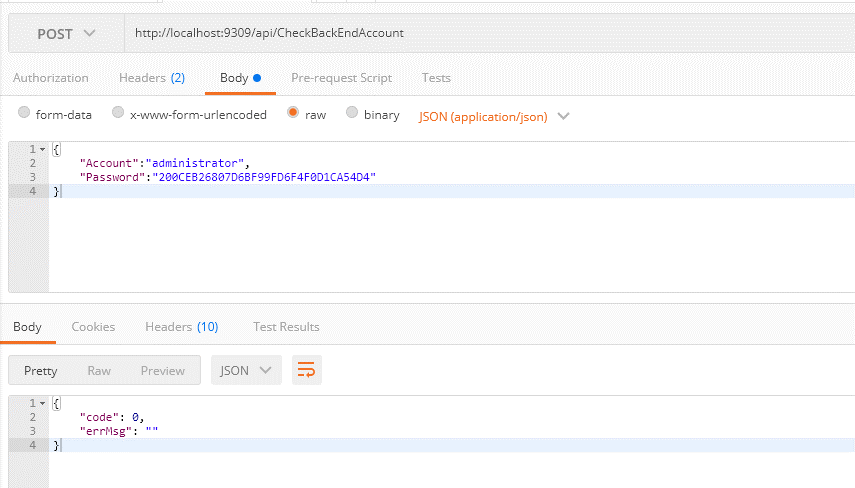 POST http://localhost:9309/api/CheckBackEndAccount
Authorization Headers (2) Body Pre-request Script Tests
form-data x-www-form-urlencoded raw binary JSON (application/json)
1 {
2 "Account":"administrator",
3 "Password":"200CEB26807D6BF99FD6F4F0D1CA54D4"
4 }
Body Cookies Headers (10) Test Results
Pretty Raw Preview JSON
1 {
2 "code": 0,
3 "errMsg": ""
4 }